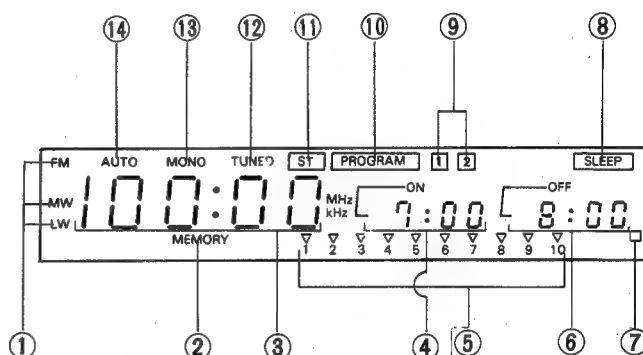 ⑭ ⑬ ⑫ ⑪ ⑩ ⑨ ⑧
FM AUTO MONO TUNED ST PROGRAM 1 2 SLEEP
MW 100:00 MHz ON 7:00 OFF 8:00
LW kHz
MEMORY 1 2 3 4 5 6 7 8 9 10
① ② ③ ④ ⑤ ⑥ ⑦